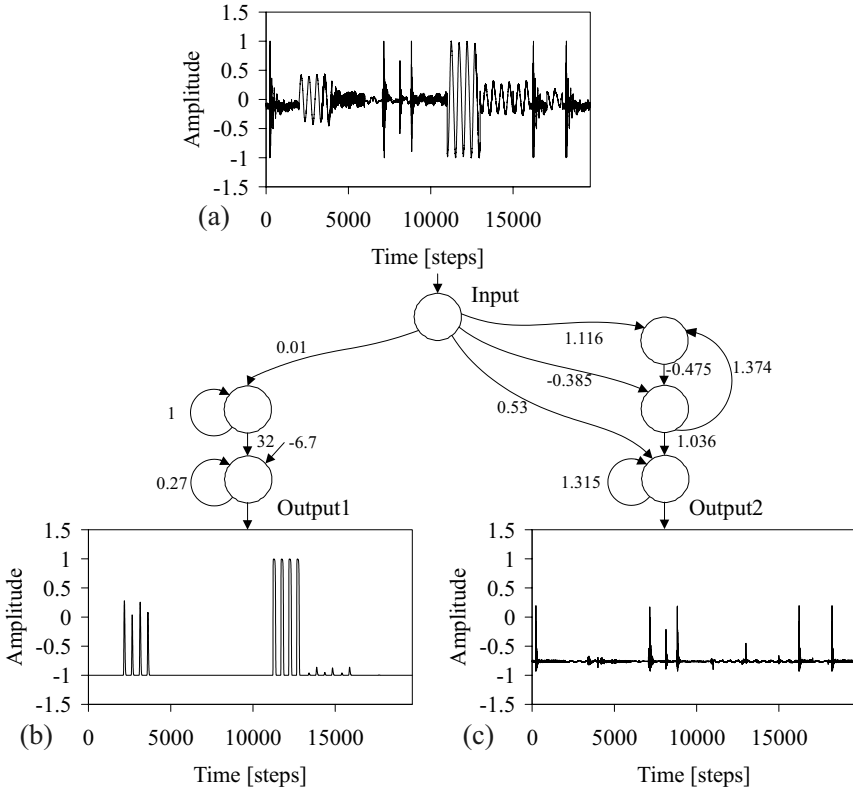 1.5
1
0.5
0
-0.5
-1
-1.5
Amplitude
0 5000 10000 15000
(a)
Time [steps]
Input
0.01
1.116
-0.475
1.374
-0.385
0.53
1
32
-6.7
1.036
0.27
1.315
Output1
Output2
1.5
1
0.5
0
-0.5
-1
-1.5
Amplitude
0 5000 10000 15000
(b)
Time [steps]
1.5
1
0.5
0
-0.5
-1
-1.5
Amplitude
0 5000 10000 15000
(c)
Time [steps]